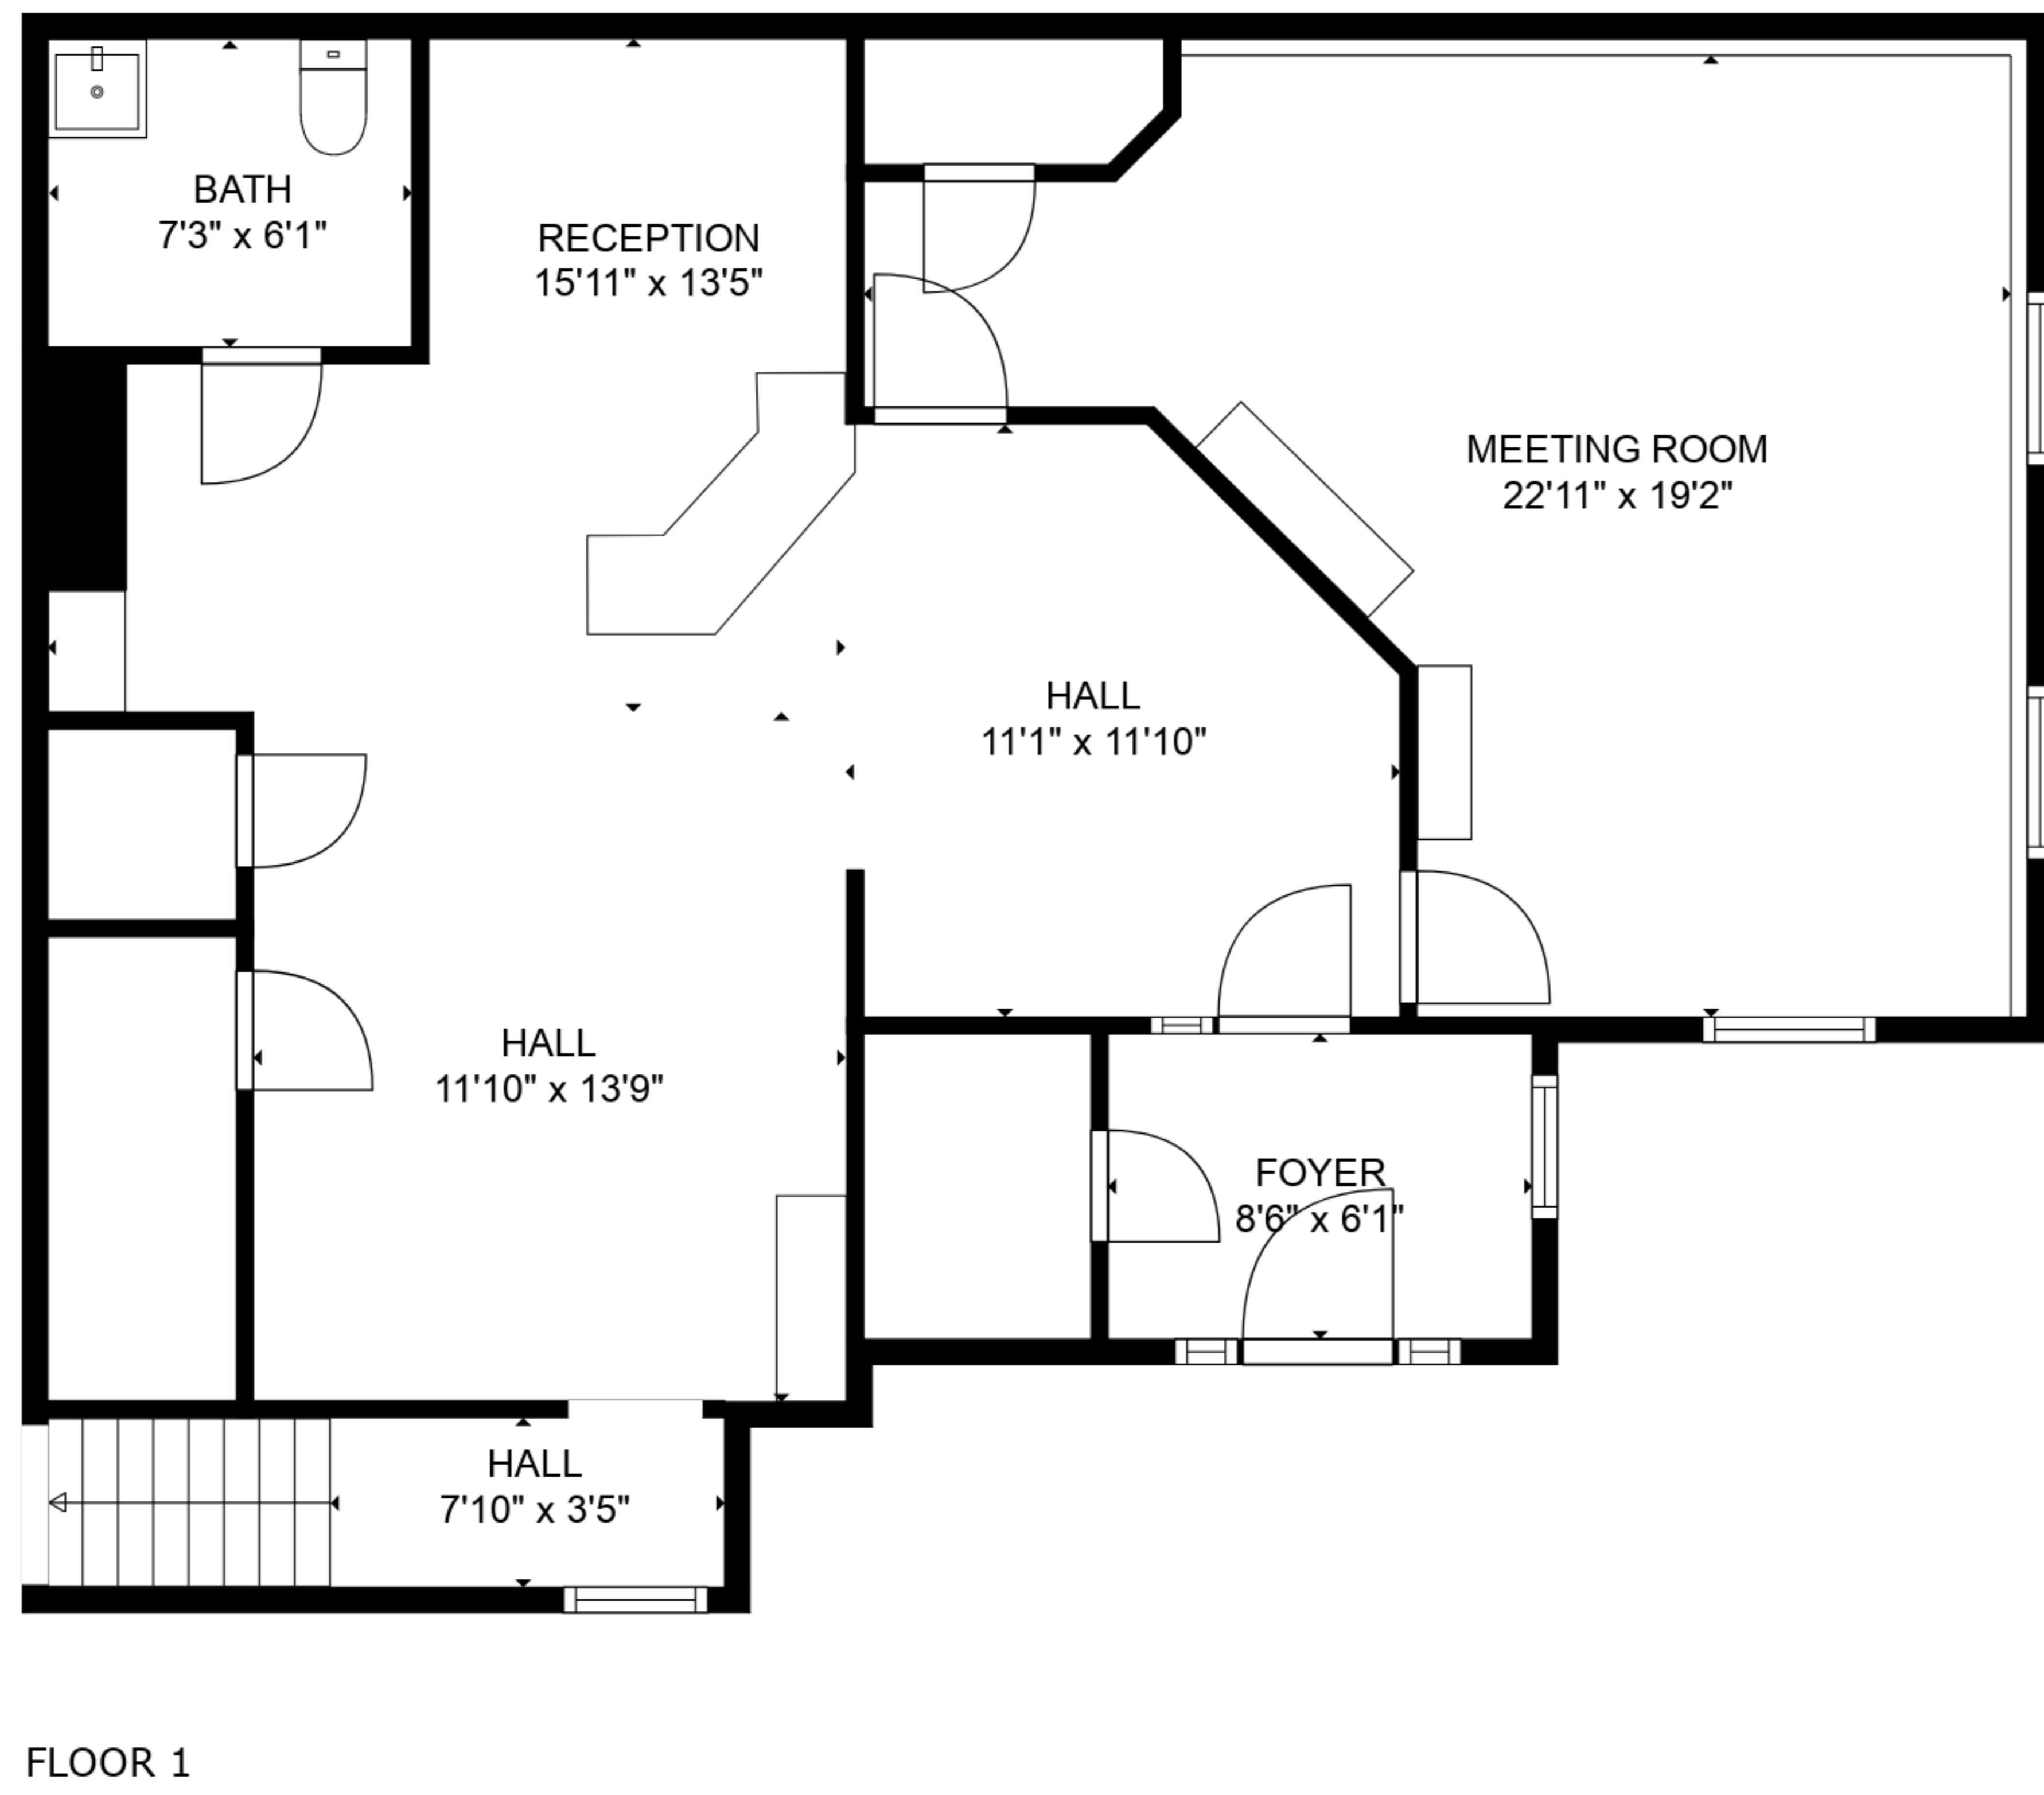 BATH
7'3" x 6'1"
RECEPTION
15'11" x 13'5"
MEETING ROOM
22'11" x 19'2"
HALL
11'1" x 11'10"
HALL
11'10" x 13'9"
FOYER
8'6" x 6'1"
HALL
7'10" x 3'5"
FLOOR 1